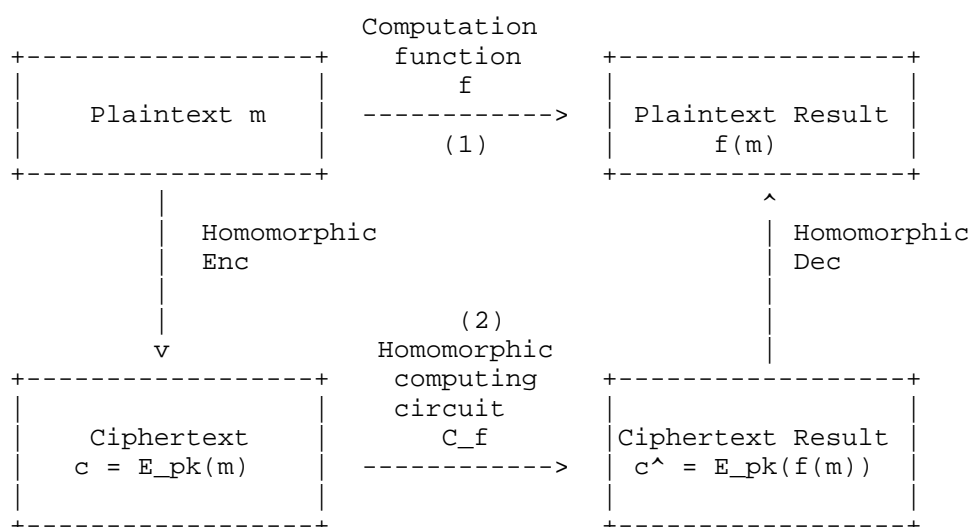 Computation
function
f
Plaintext m
------------>
Plaintext Result
(1)
f(m)
Homomorphic
Enc
Homomorphic
Dec
(2)
Homomorphic
computing
circuit
Ciphertext
C_f
Ciphertext Result
c = E_pk(m)
------------>
c^ = E_pk(f(m))